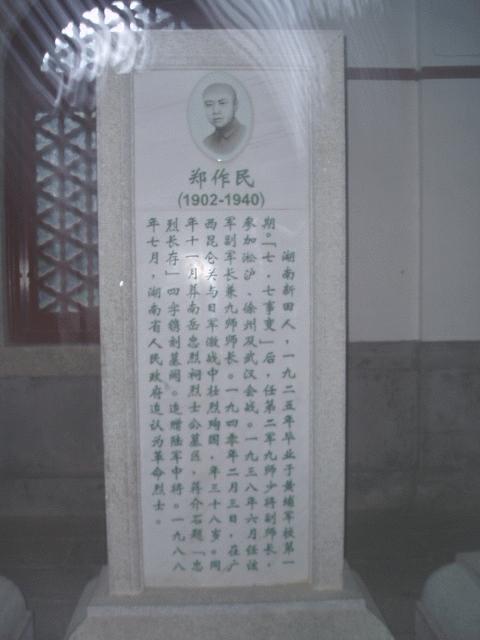 郑作民
(1902-1940)
湖南新田人，一九二五年毕业于黄埔军校第一
期。「七·七事变」后，任第二军九师少将副师长，
参加淞沪、徐州及武汉会战。一九三八年六月任该
军副军长兼九师师长。一九四零年二月三日，在广
西昆仑关与日军激战中壮烈殉国，年三十八岁。同
年十一月葬南岳忠烈祠烈士公墓区，蒋介石题「忠
烈长存」四字镌刻墓阙。追赠陆军中将。一九八八
年七月，湖南省人民政府追认为革命烈士。